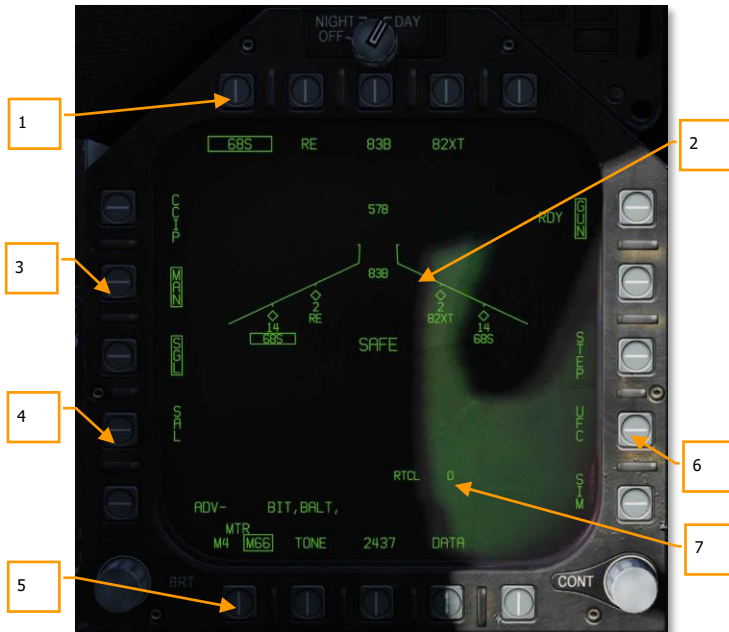 NIGHT DAY
OFF
1
68S RE 83B 82XT
2
CCIP
578
RDY GUN
3
MAN
83B
2 2
RE 82XT
14 14
68S 68S
SAFE
SGL
STEP
4
SAL
UFC
6
RTCL 0
SIM
ADV- BIT,BALT,
7
MTR
M4 M66 TONE 2437 DATA
5
BRT
CONT